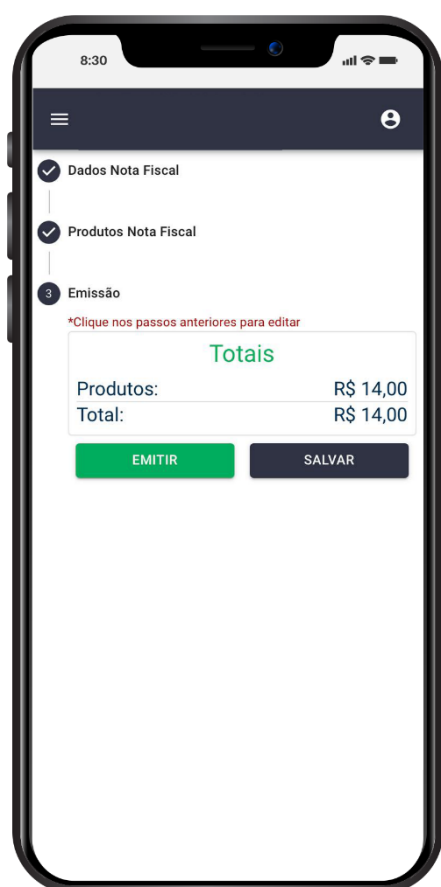 8:30
Dados Nota Fiscal
Produtos Nota Fiscal
3 Emissão
*Clique nos passos anteriores para editar
Totais
Produtos: R$ 14,00
Total: R$ 14,00
EMITIR SALVAR